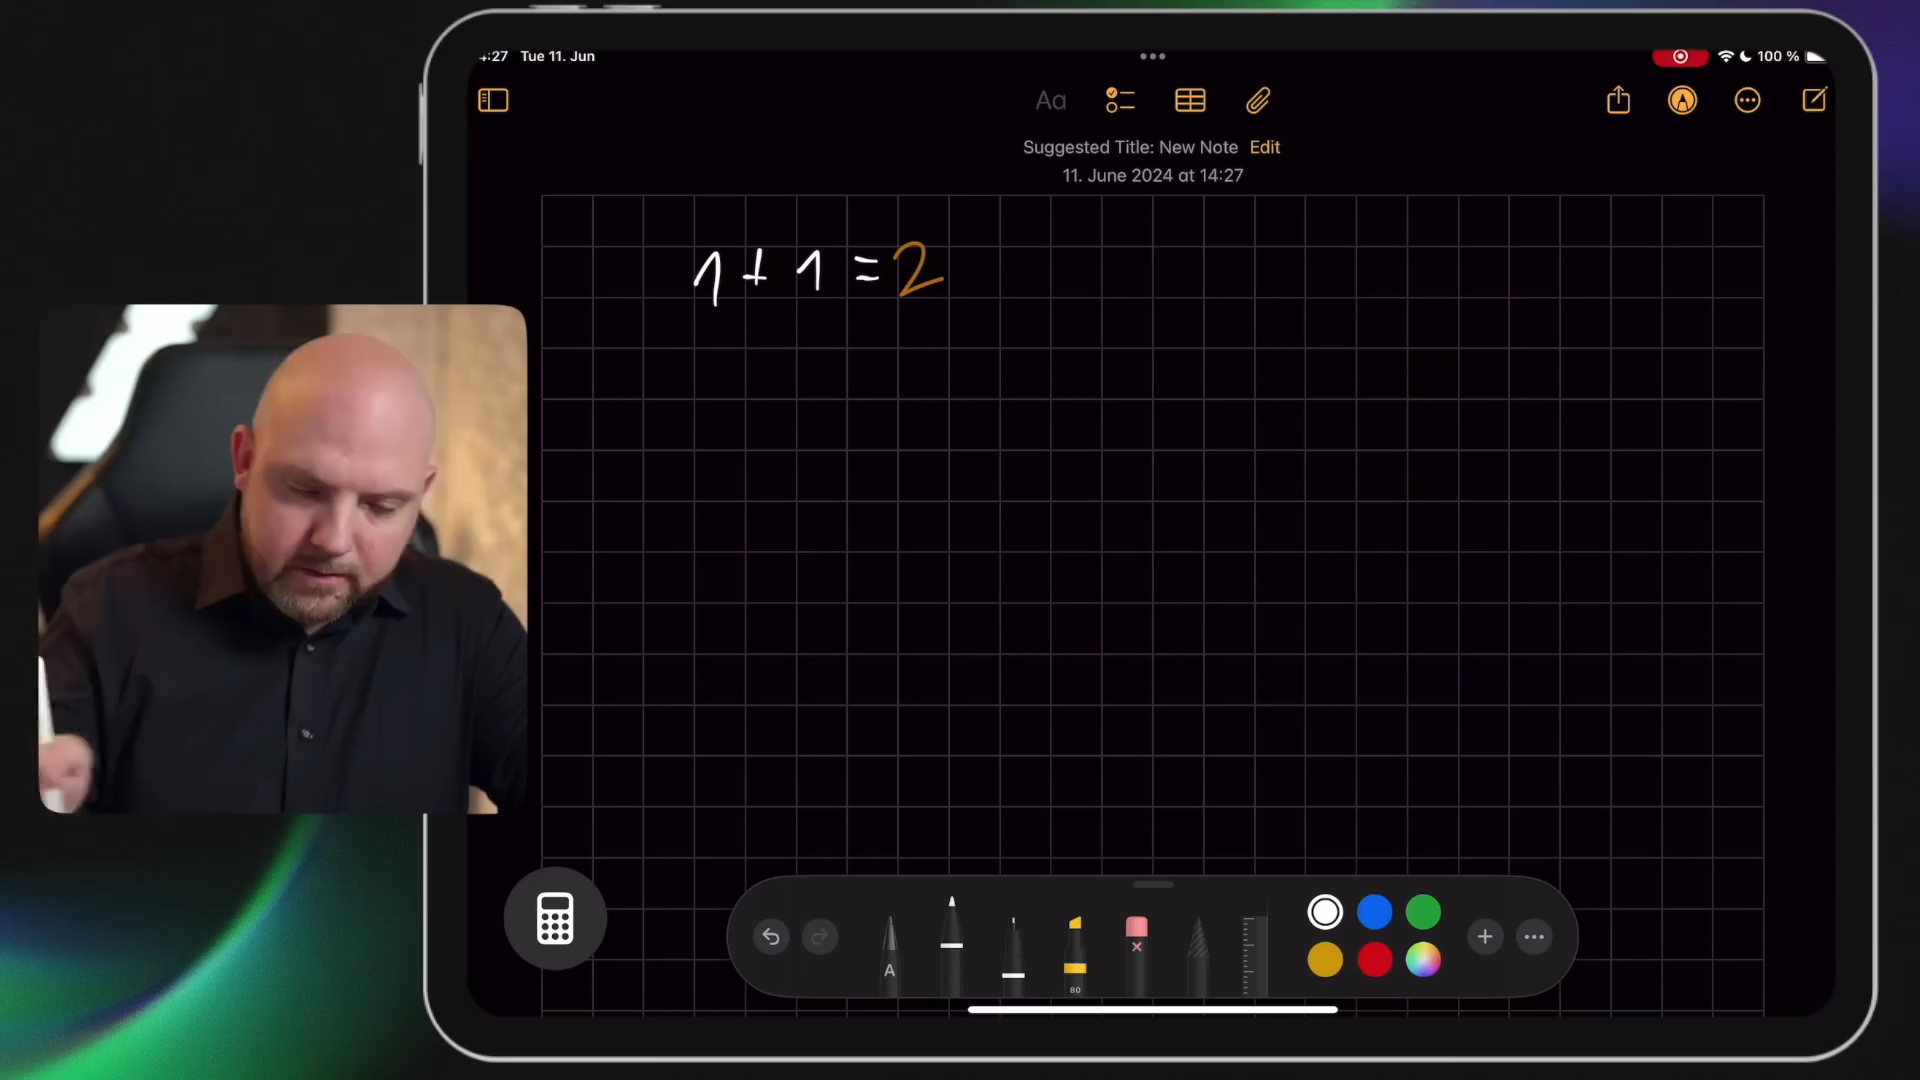 4:27 Tue 11. Jun
100 %
Aa
Suggested Title: New Note Edit
11. June 2024 at 14:27
1 + 1 = 2
A
80